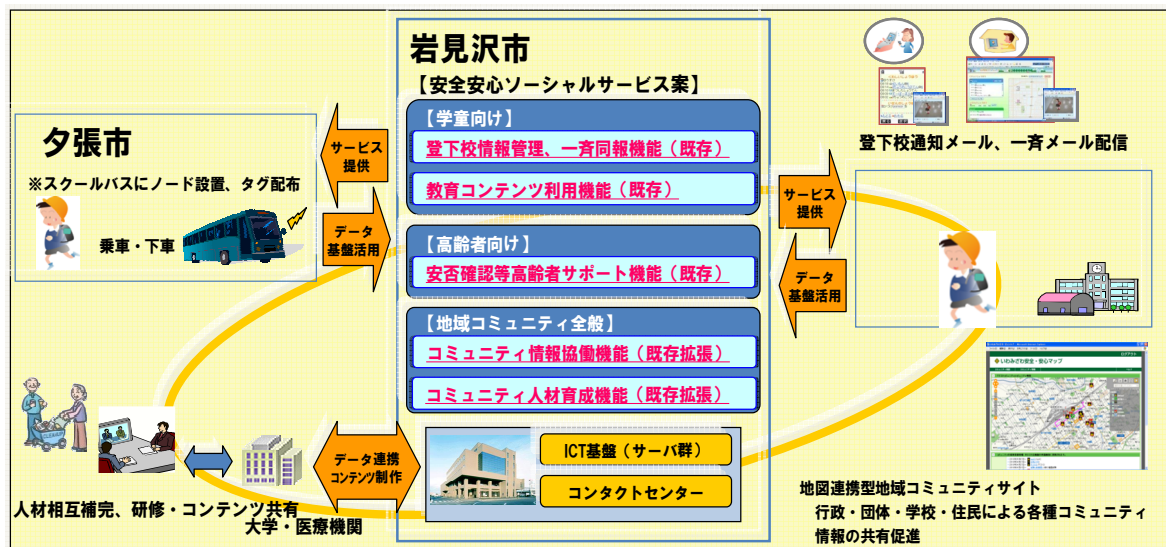 岩見沢市
【安全安心ソーシャルサービス案】
【学童向け】
登下校情報管理、一斉同報機能（既存）
教育コンテンツ利用機能（既存）
【高齢者向け】
安否確認等高齢者サポート機能（既存）
【地域コミュニティ全般】
コミュニティ情報協働機能（既存拡張）
コミュニティ人材育成機能（既存拡張）
ICT基盤（サーバ群）
コンタクトセンター
夕張市
※スクールバスにノード設置、タグ配布
乗車・下車
サービス
提供
データ
基盤活用
サービス
提供
データ
基盤活用
データ連携
コンテンツ制作
人材相互補完、研修・コンテンツ共有
大学・医療機関
登下校通知メール、一斉メール配信
いわみざわ安全・安心マップ
地図連携型地域コミュニティサイト
行政・団体・学校・住民による各種コミュニティ
情報の共有促進